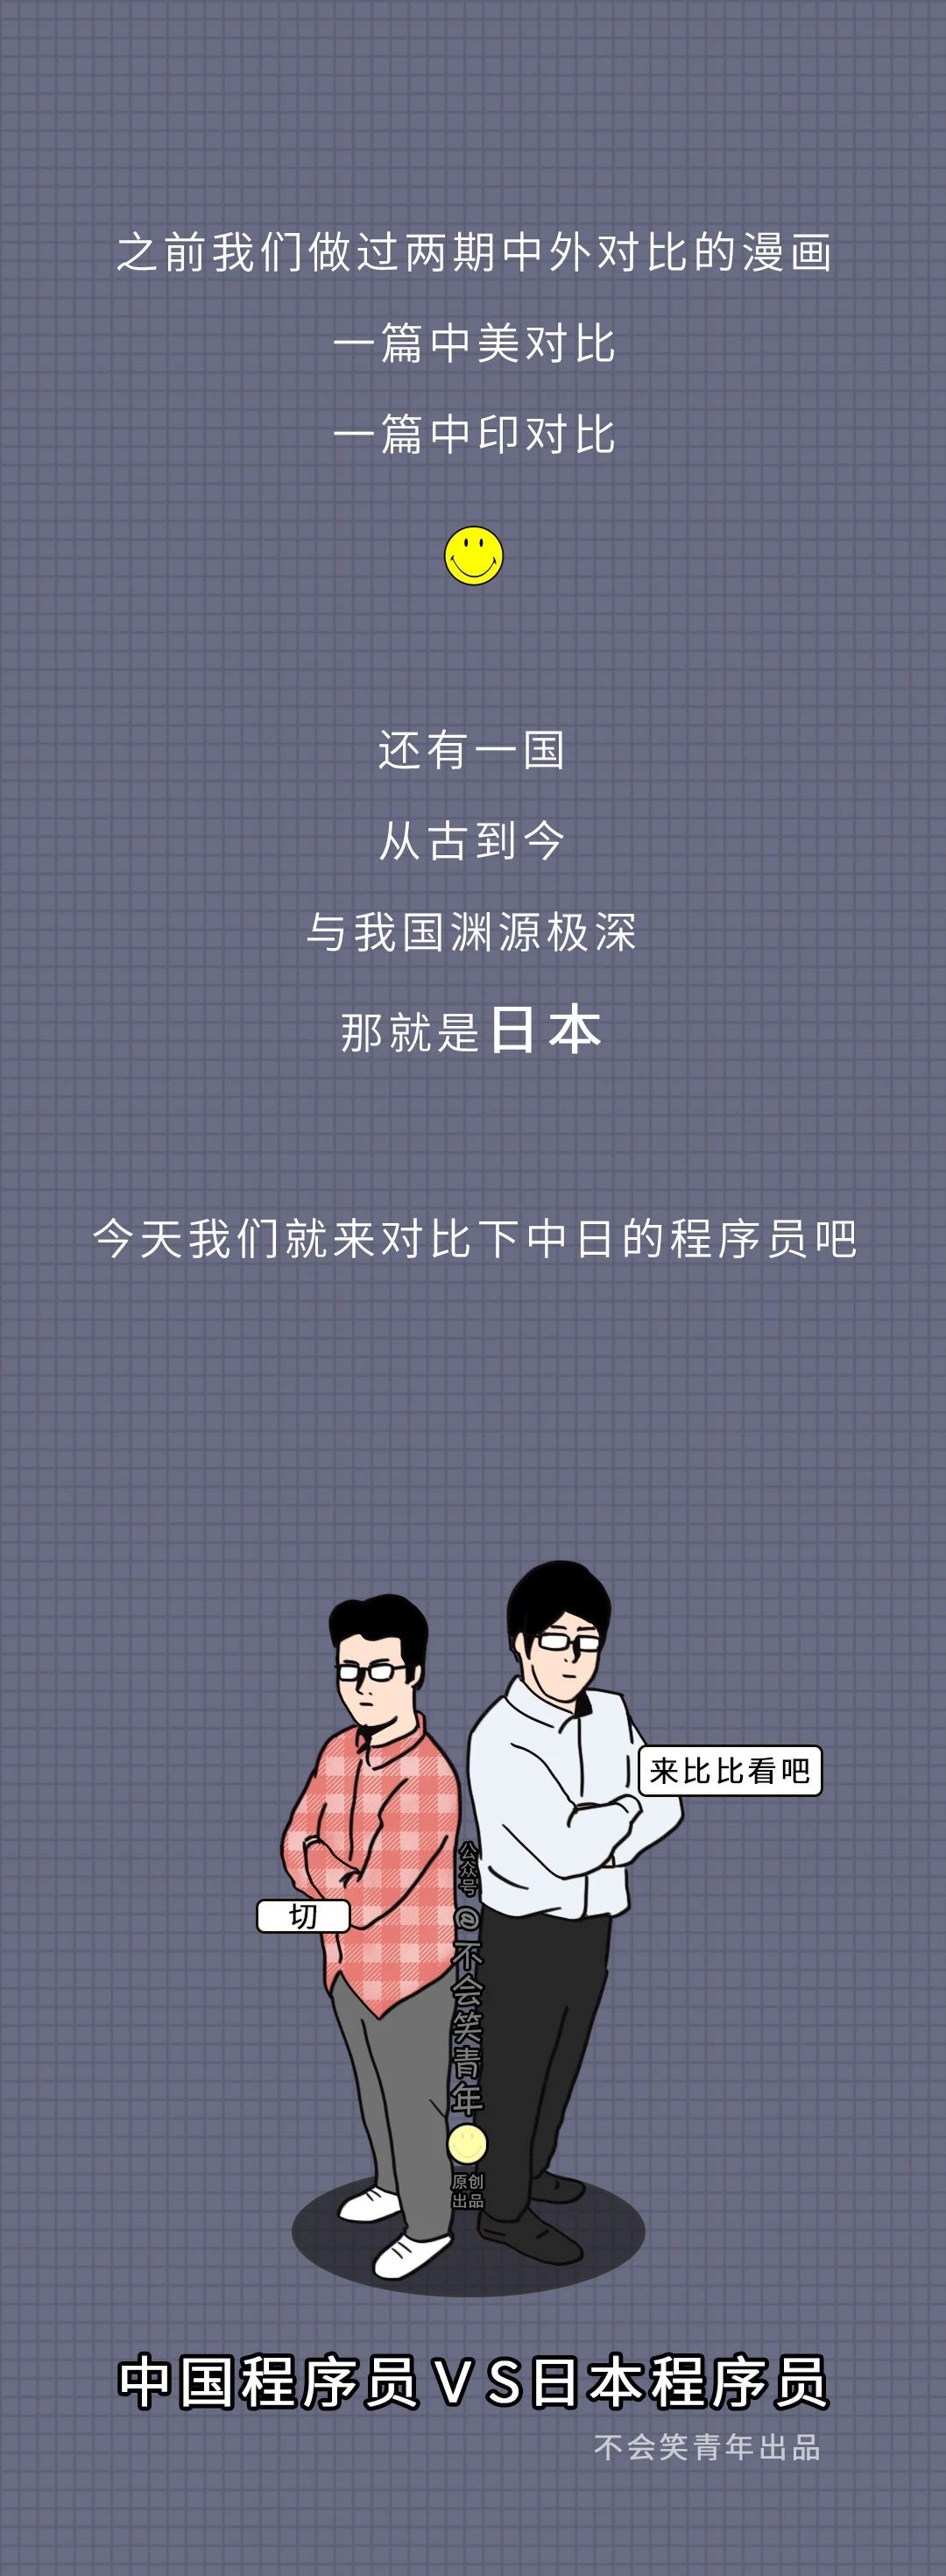 之前我们做过两期中外对比的漫画
一篇中美对比
一篇中印对比
还有一国
从古到今
与我国渊源极深
那就是日本
今天我们就来对比下中日的程序员吧
来比比看吧
切
公众号@不会笑青年
原创
出品
中国程序员VS日本程序员
不会笑青年出品